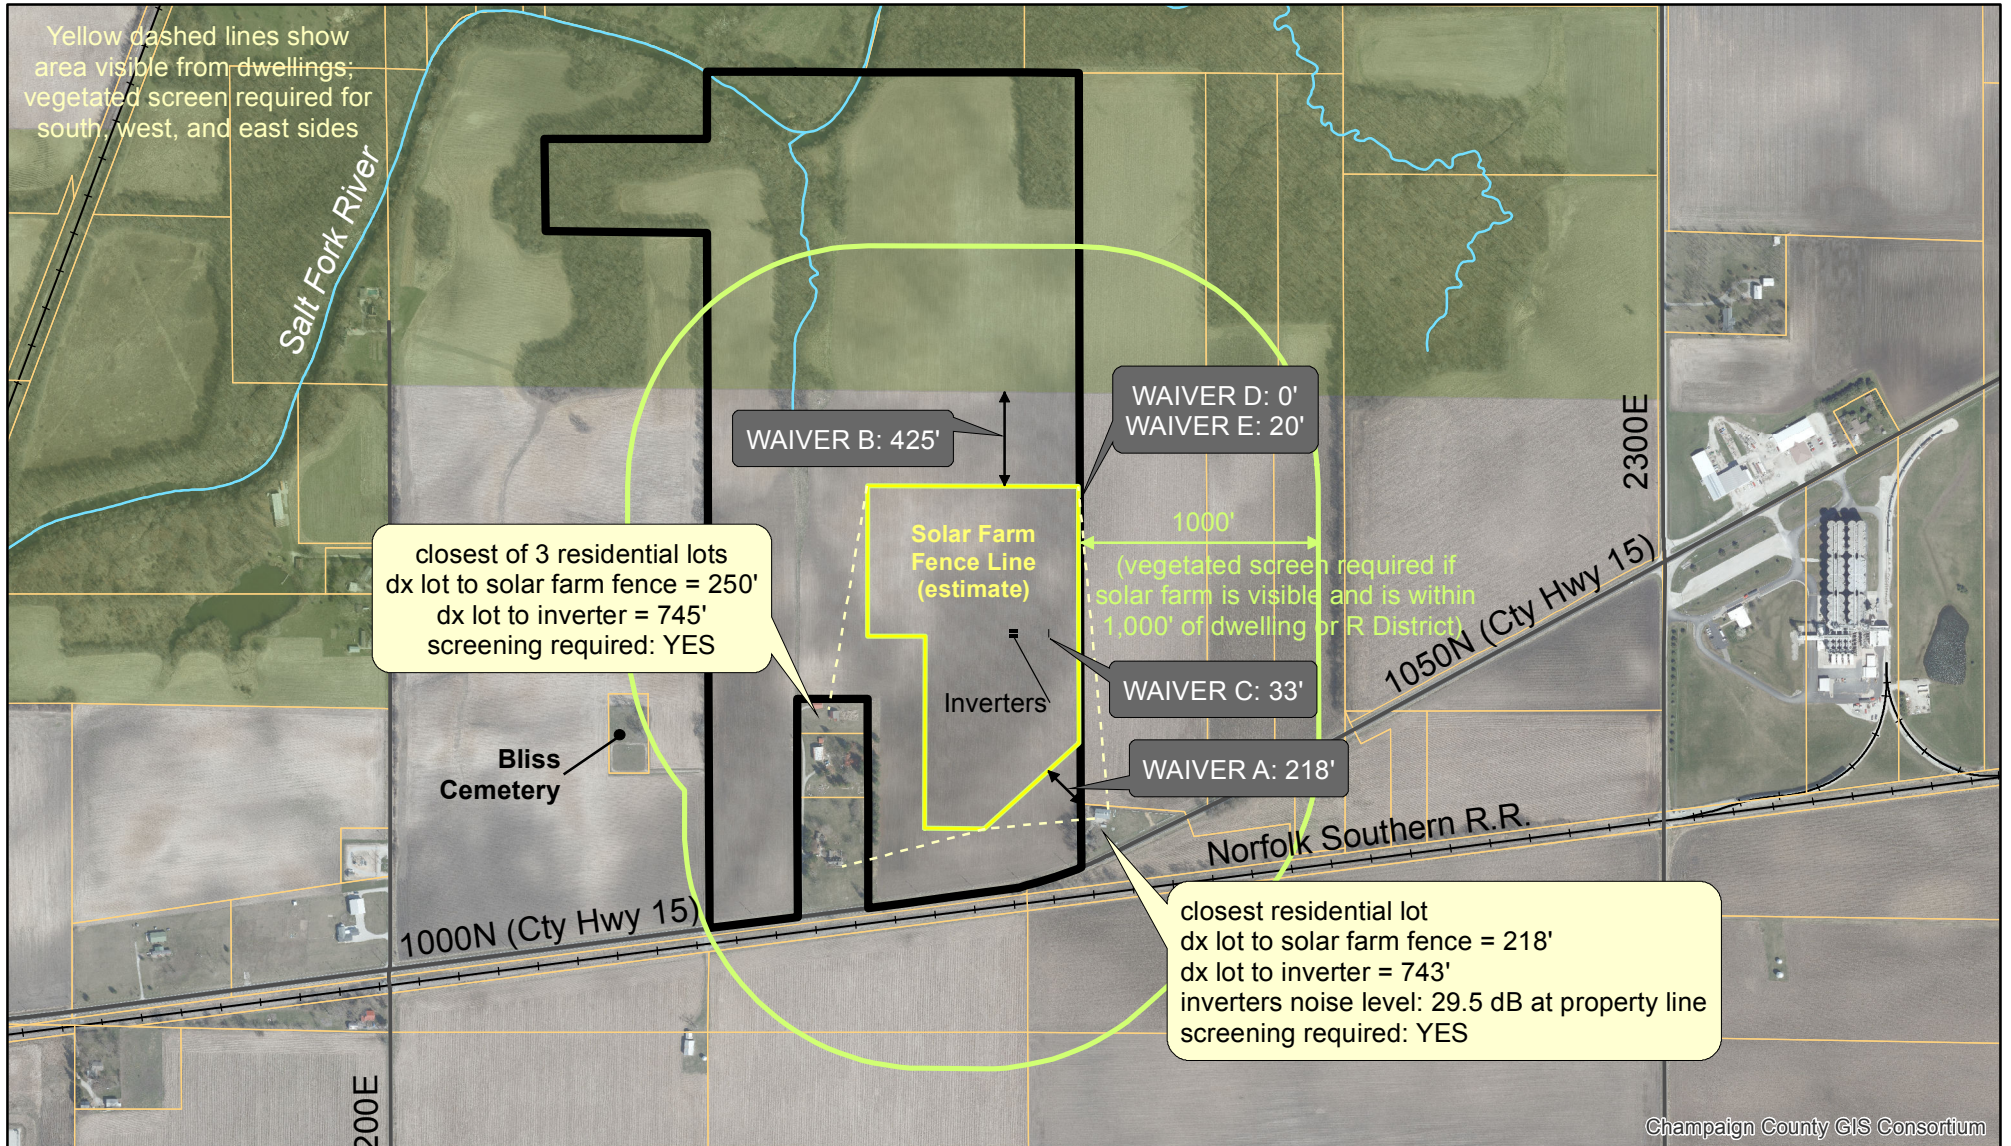 Yellow dashed lines show
area visible from dwellings;
vegetated screen required for
south, west, and east sides
Salt Fork River
WAIVER D: 0'
WAIVER E: 20'
WAIVER B: 425'
2300E
closest of 3 residential lots
dx lot to solar farm fence = 250'
dx lot to inverter = 745'
screening required: YES
Solar Farm
Fence Line
(estimate)
1000'
(vegetated screen required if
solar farm is visible and is within
1,000' of dwelling or R District)
1050N (Cty Hwy 15)
Inverters
WAIVER C: 33'
Bliss
Cemetery
WAIVER A: 218'
Norfolk Southern R.R.
1000N (Cty Hwy 15)
closest residential lot
dx lot to solar farm fence = 218'
dx lot to inverter = 743'
inverters noise level: 29.5 dB at property line
screening required: YES
200E
Champaign County GIS Consortium